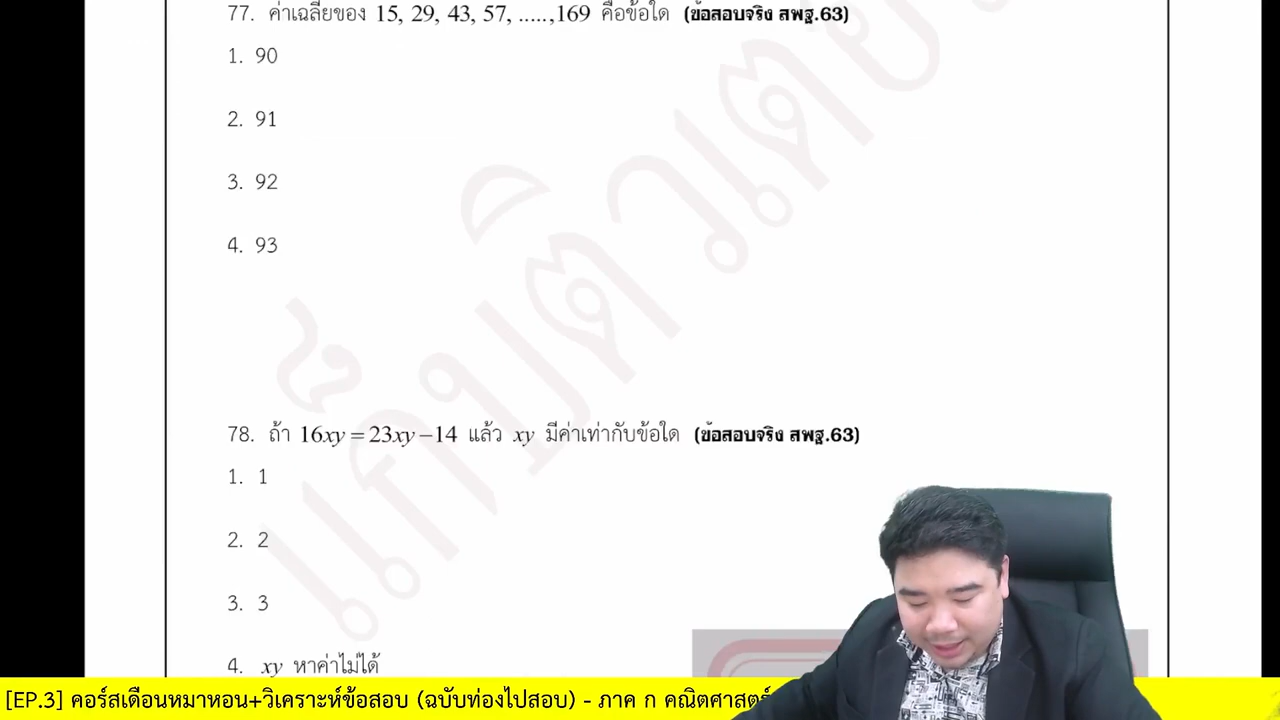 77. ค่าเฉลี่ยของ 15, 29, 43, 57, .....,169 คือข้อใด (ข้อสอบจริง สพฐ.63)
1. 90
2. 91
3. 92
4. 93
78. ถ้า 16xy = 23xy – 14 แล้ว xy มีค่าเท่ากับข้อใด (ข้อสอบจริง สพฐ.63)
1. 1
2. 2
3. 3
4. xy หาค่าไม่ได้
[EP.3] คอร์สเดือนหมาหอน+วิเคราะห์ข้อสอบ (ฉบับท่องไปสอบ) - ภาค ก คณิตศาสตร์